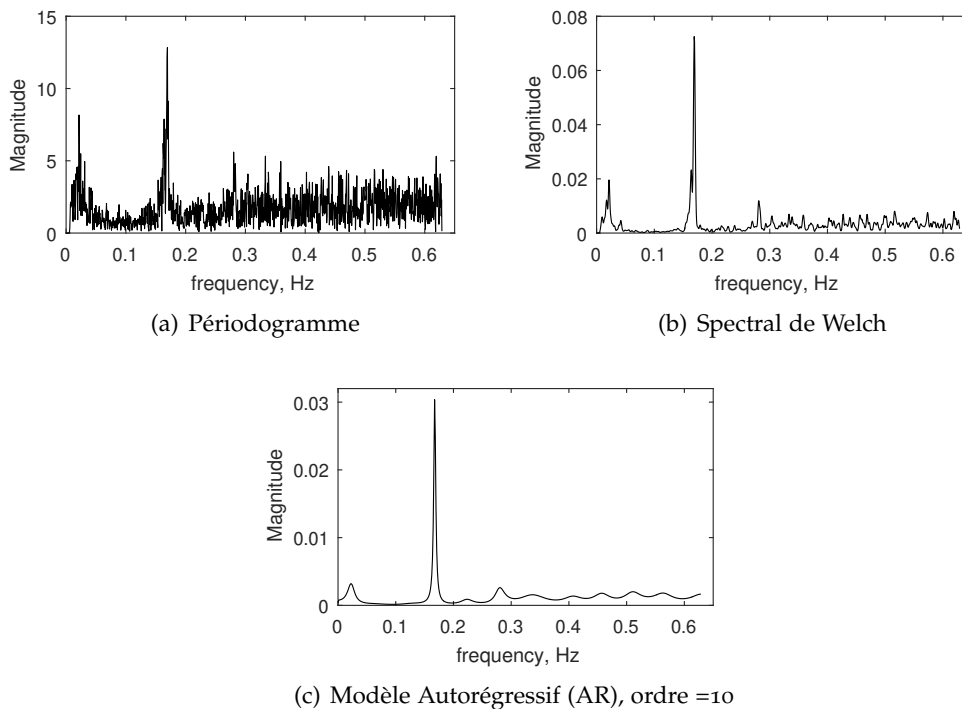 15
10
5
0
Magnitude
0 0.1 0.2 0.3 0.4 0.5 0.6
frequency, Hz
(a) Périodogramme
0.08
0.06
0.04
0.02
0
Magnitude
0 0.1 0.2 0.3 0.4 0.5 0.6
frequency, Hz
(b) Spectral de Welch
0.03
0.02
0.01
0
Magnitude
0 0.1 0.2 0.3 0.4 0.5 0.6
frequency, Hz
(c) Modèle Autorégressif (AR), ordre =10